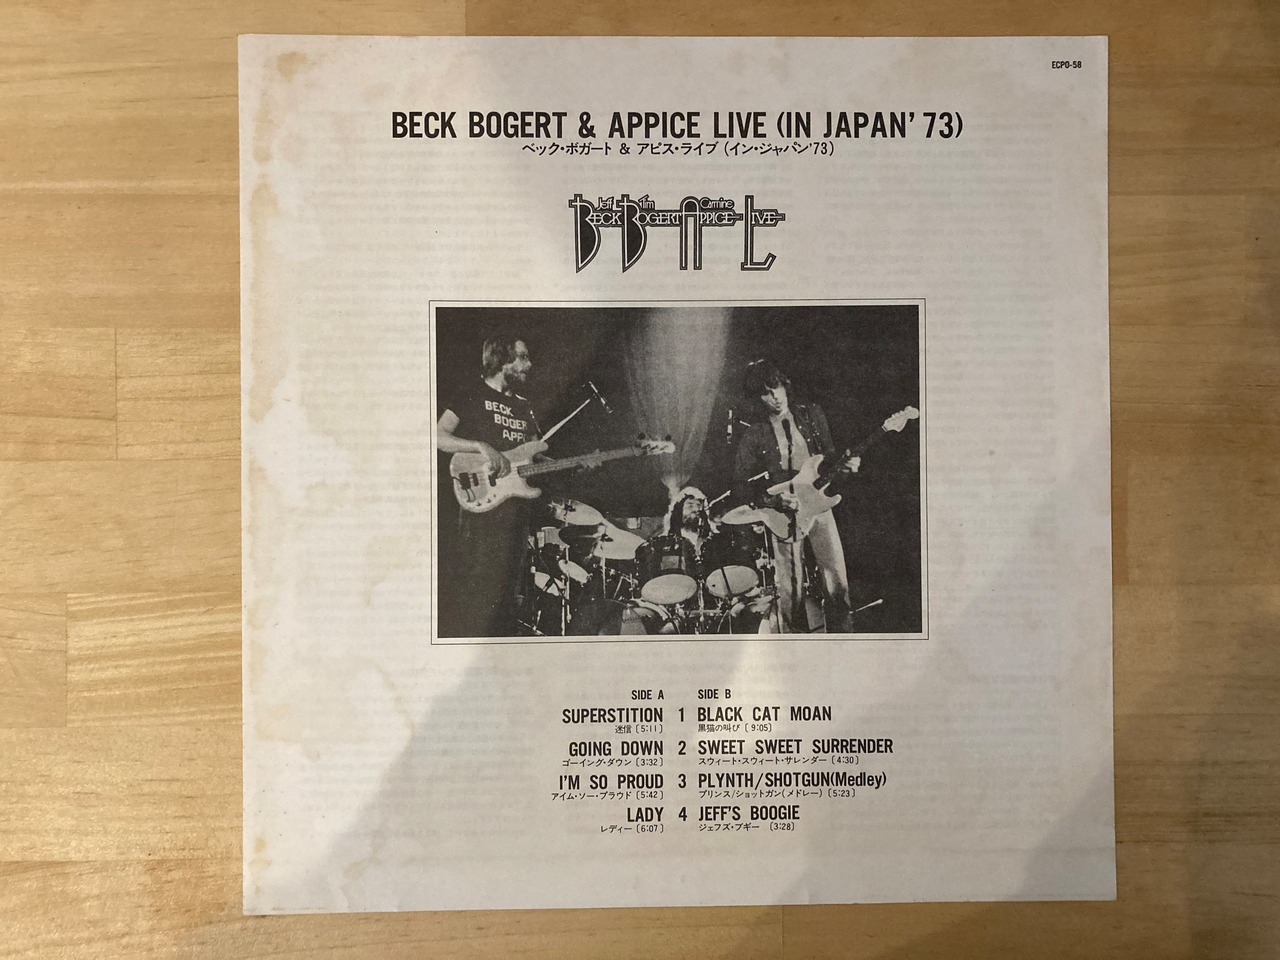 ECPO-58
BECK BOGERT & APPICE LIVE (IN JAPAN' 73)
ベック・ボガート & アピス・ライブ (イン・ジャパン'73)
Jeff Tim Carmine
BECK BOGERT APPICE LIVE
BECK
BOGER
APPI
SIDE A SIDE B
SUPERSTITION 1 BLACK CAT MOAN
迷信 〔5:11〕 黒猫の叫び 〔9:05〕
GOING DOWN 2 SWEET SWEET SURRENDER
ゴーイング・ダウン 〔3:32〕 スウィート・スウィート・サレンダー 〔4:30〕
I'M SO PROUD 3 PLYNTH/SHOTGUN(Medley)
アイム・ソー・プラウド 〔5:42〕 プリンス/ショットガン(メドレー) 〔5:23〕
LADY 4 JEFF'S BOOGIE
レディー 〔6:07〕 ジェフズ・ブギー 〔3:28〕